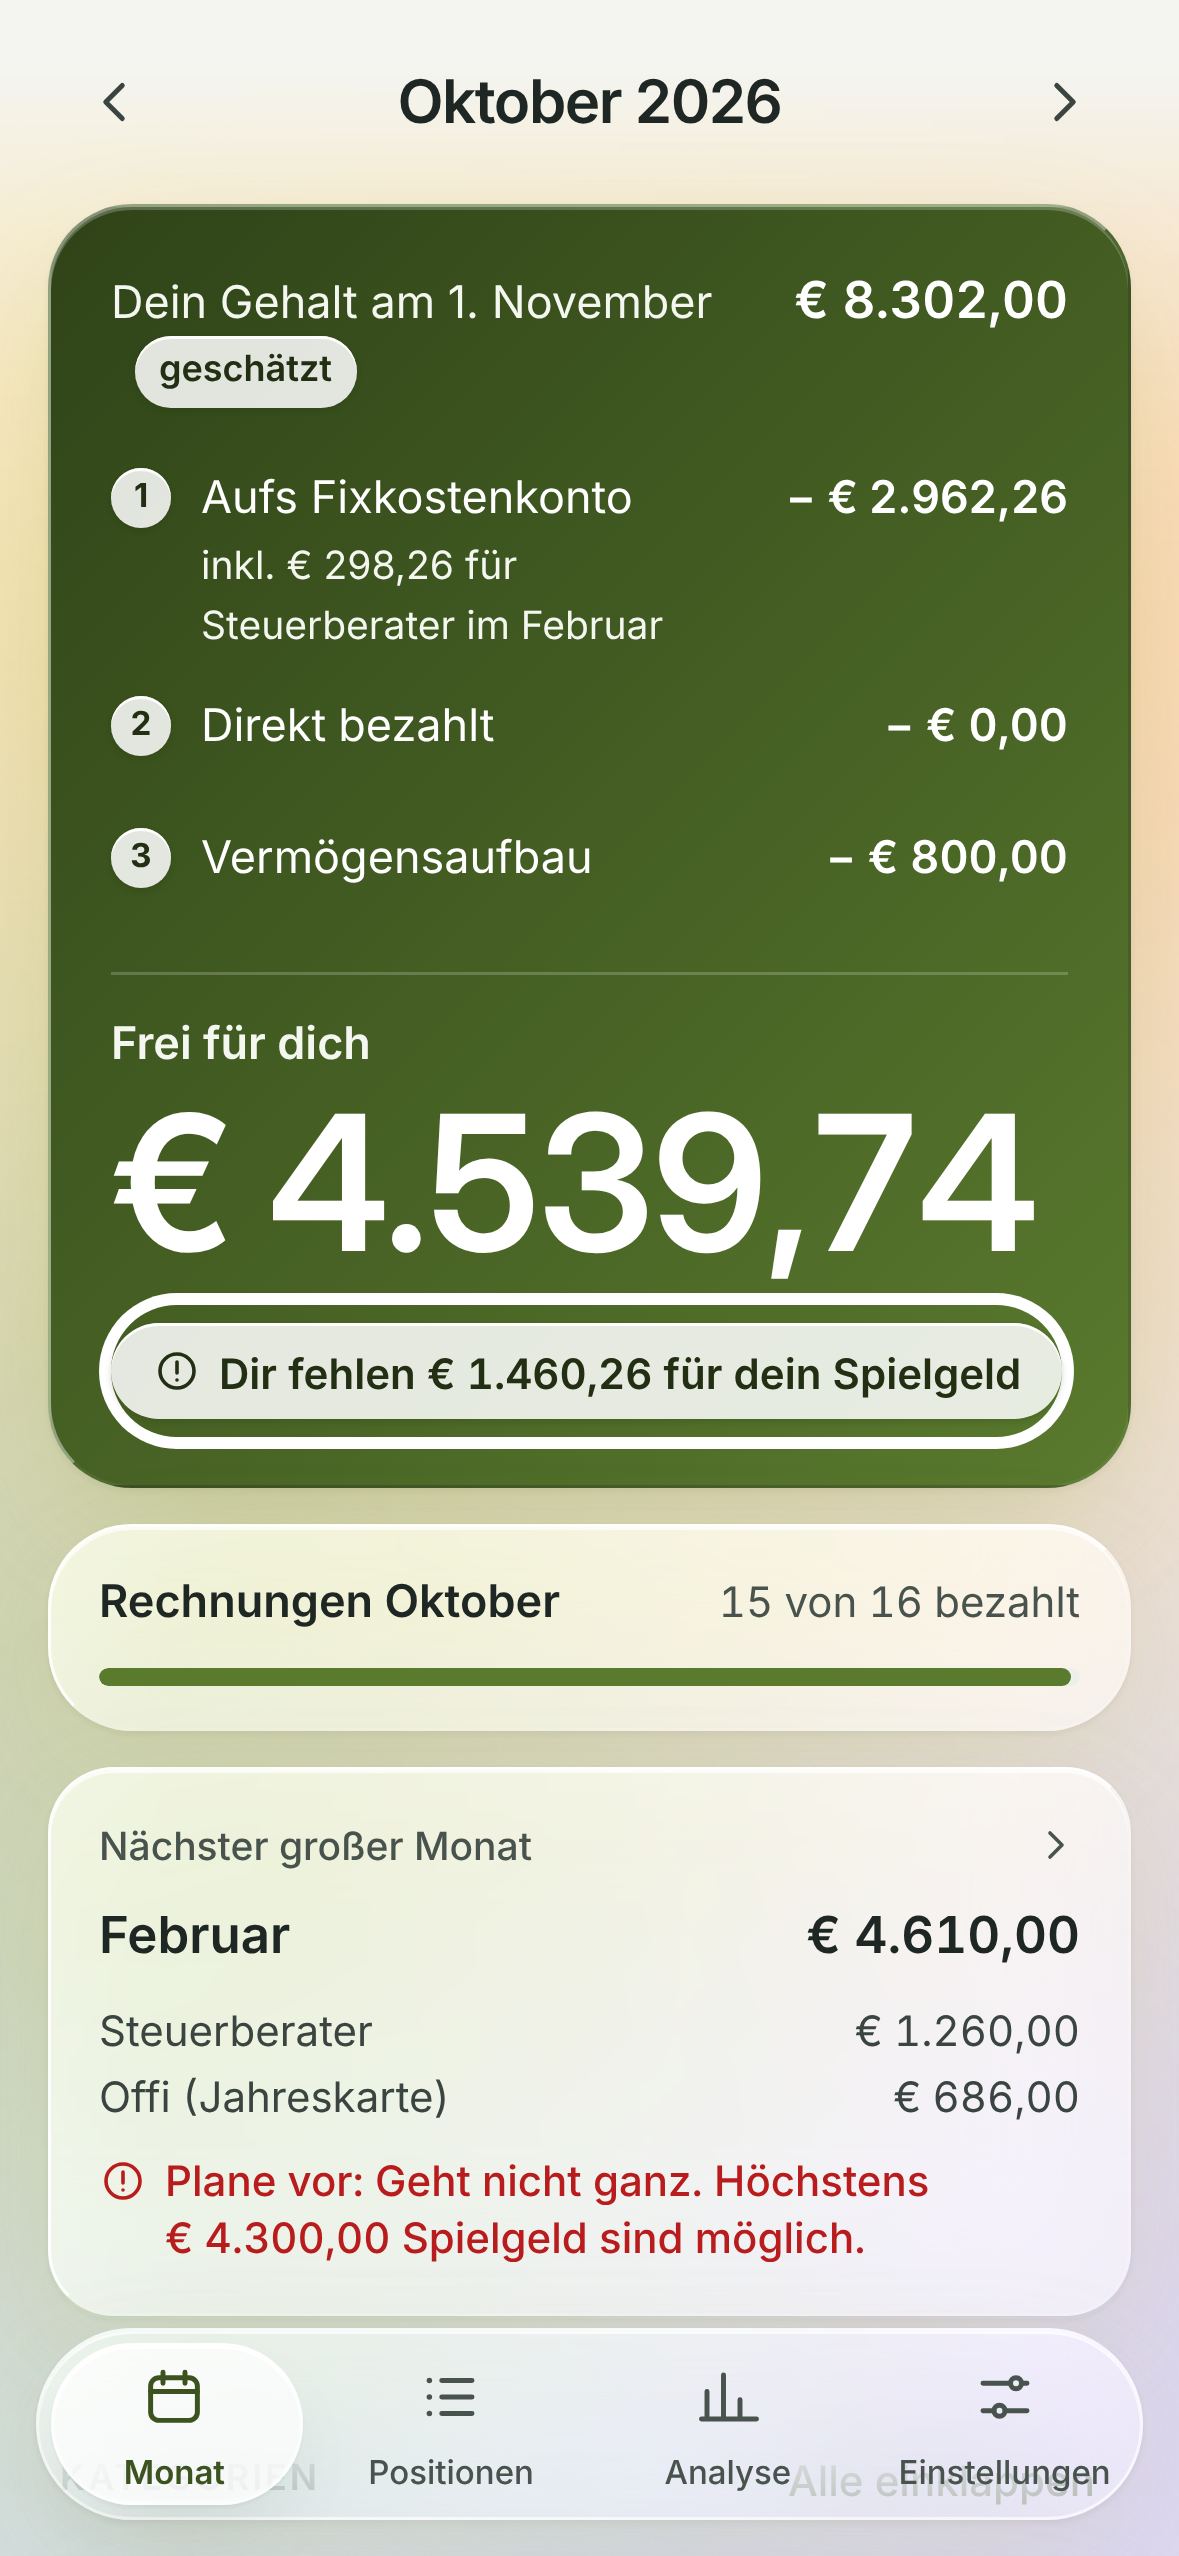 Oktober 2026
Dein Gehalt am 1. November € 8.302,00
geschätzt
1 Aufs Fixkostenkonto – € 2.962,26
inkl. € 298,26 für
Steuerberater im Februar
2 Direkt bezahlt – € 0,00
3 Vermögensaufbau – € 800,00
Frei für dich
€ 4.539,74
Dir fehlen € 1.460,26 für dein Spielgeld
Rechnungen Oktober 15 von 16 bezahlt
Nächster großer Monat
Februar € 4.610,00
Steuerberater € 1.260,00
Offi (Jahreskarte) € 686,00
Plane vor: Geht nicht ganz. Höchstens
€ 4.300,00 Spielgeld sind möglich.
Monat Positionen Analyse Einstellungen
Alle einklappen